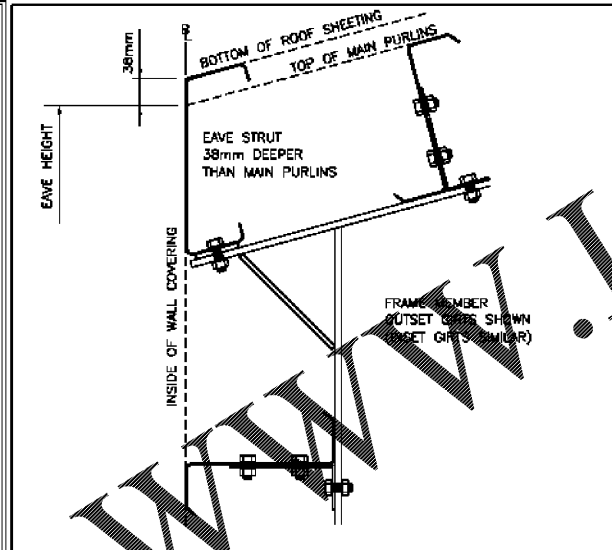 BOTTOM OF ROOF SHEETING
TOP OF MAIN PURLINS
38mm
EAVE HEIGHT
EAVE STRUT
38mm DEEPER
THAN MAIN PURLINS
INSIDE OF WALL COVERING
FRAME MEMBER
OUTSET GIRTS SHOWN
(INSET GIRTS SIMILAR)
WWW.